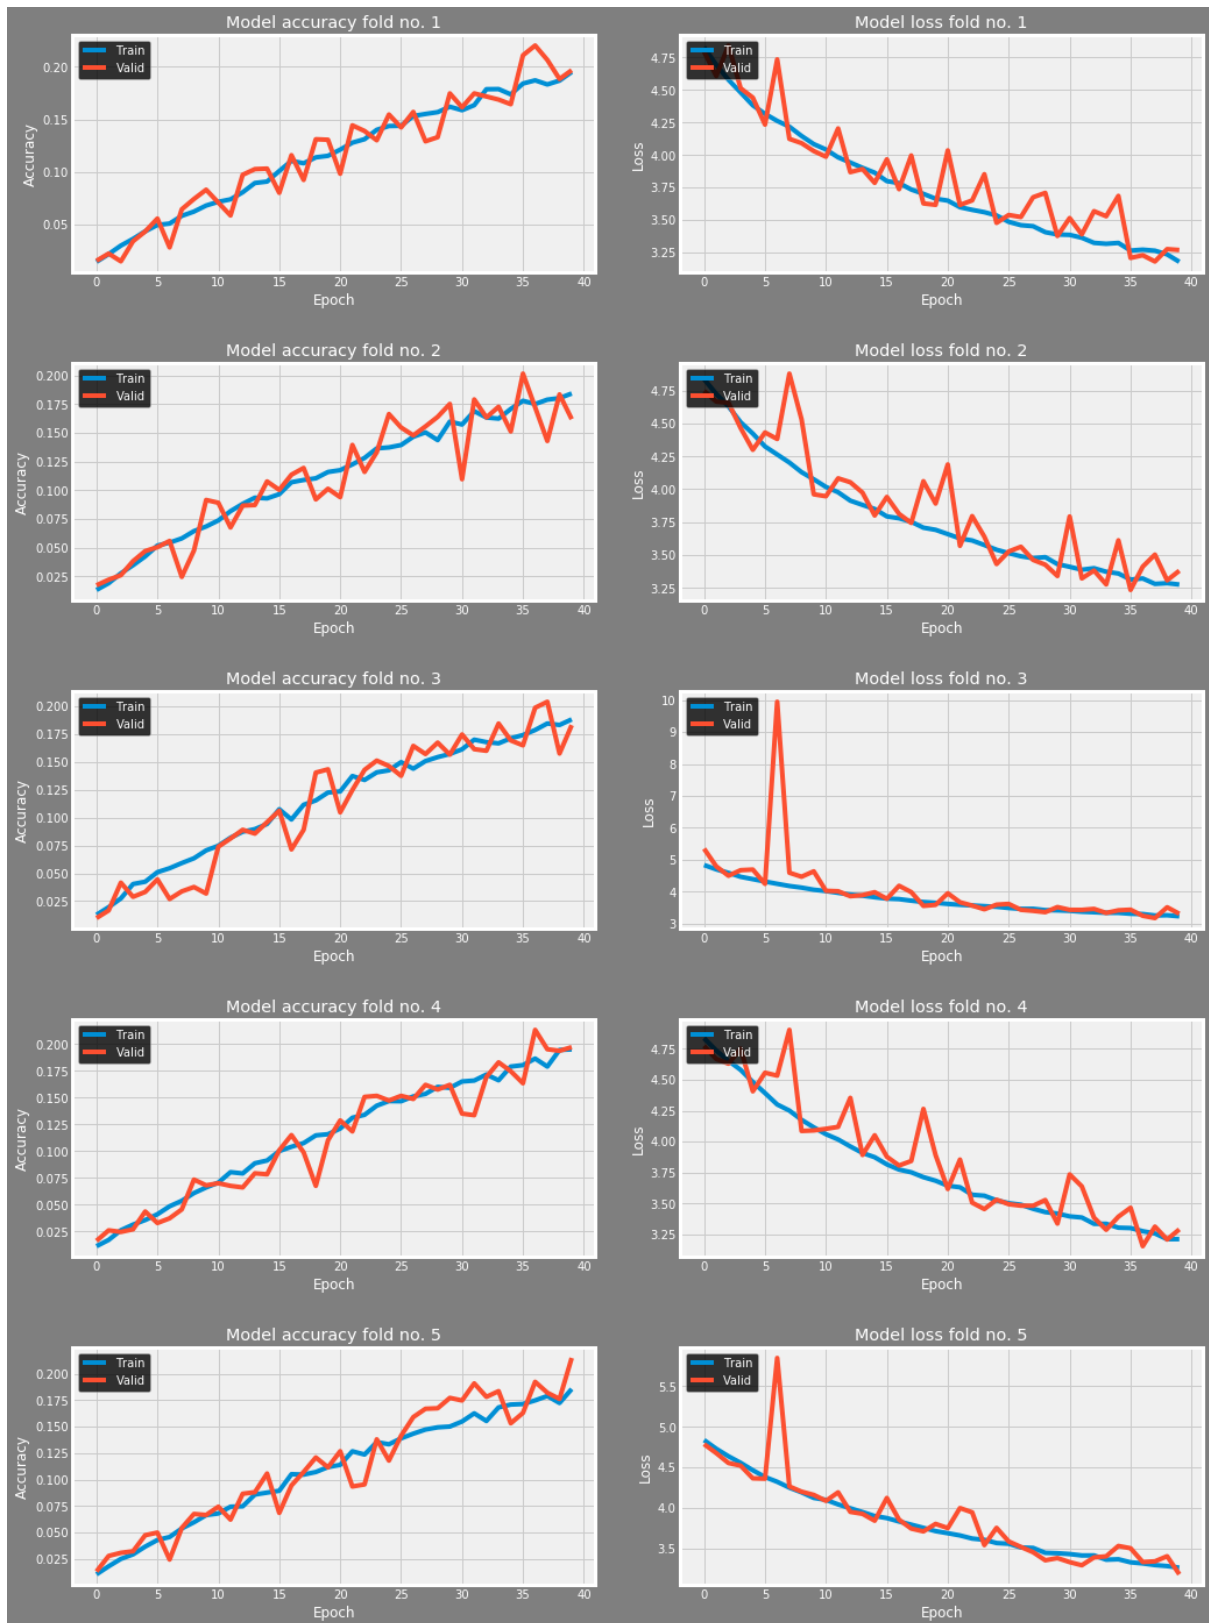 Model accuracy fold no. 1
Train
Valid
0.20
0.15
0.10
0.05
Accuracy
0 5 10 15 20 25 30 35 40
Epoch
Model loss fold no. 1
Train
Valid
4.75
4.50
4.25
4.00
3.75
3.50
3.25
Loss
0 5 10 15 20 25 30 35 40
Epoch
Model accuracy fold no. 2
Train
Valid
0.200
0.175
0.150
0.125
0.100
0.075
0.050
0.025
Accuracy
0 5 10 15 20 25 30 35 40
Epoch
Model loss fold no. 2
Train
Valid
4.75
4.50
4.25
4.00
3.75
3.50
3.25
Loss
0 5 10 15 20 25 30 35 40
Epoch
Model accuracy fold no. 3
Train
Valid
0.200
0.175
0.150
0.125
0.100
0.075
0.050
0.025
Accuracy
0 5 10 15 20 25 30 35 40
Epoch
Model loss fold no. 3
Train
Valid
10
9
8
7
6
5
4
3
Loss
0 5 10 15 20 25 30 35 40
Epoch
Model accuracy fold no. 4
Train
Valid
0.200
0.175
0.150
0.125
0.100
0.075
0.050
0.025
Accuracy
0 5 10 15 20 25 30 35 40
Epoch
Model loss fold no. 4
Train
Valid
4.75
4.50
4.25
4.00
3.75
3.50
3.25
Loss
0 5 10 15 20 25 30 35 40
Epoch
Model accuracy fold no. 5
Train
Valid
0.200
0.175
0.150
0.125
0.100
0.075
0.050
0.025
Accuracy
0 5 10 15 20 25 30 35 40
Epoch
Model loss fold no. 5
Train
Valid
5.5
5.0
4.5
4.0
3.5
Loss
0 5 10 15 20 25 30 35 40
Epoch